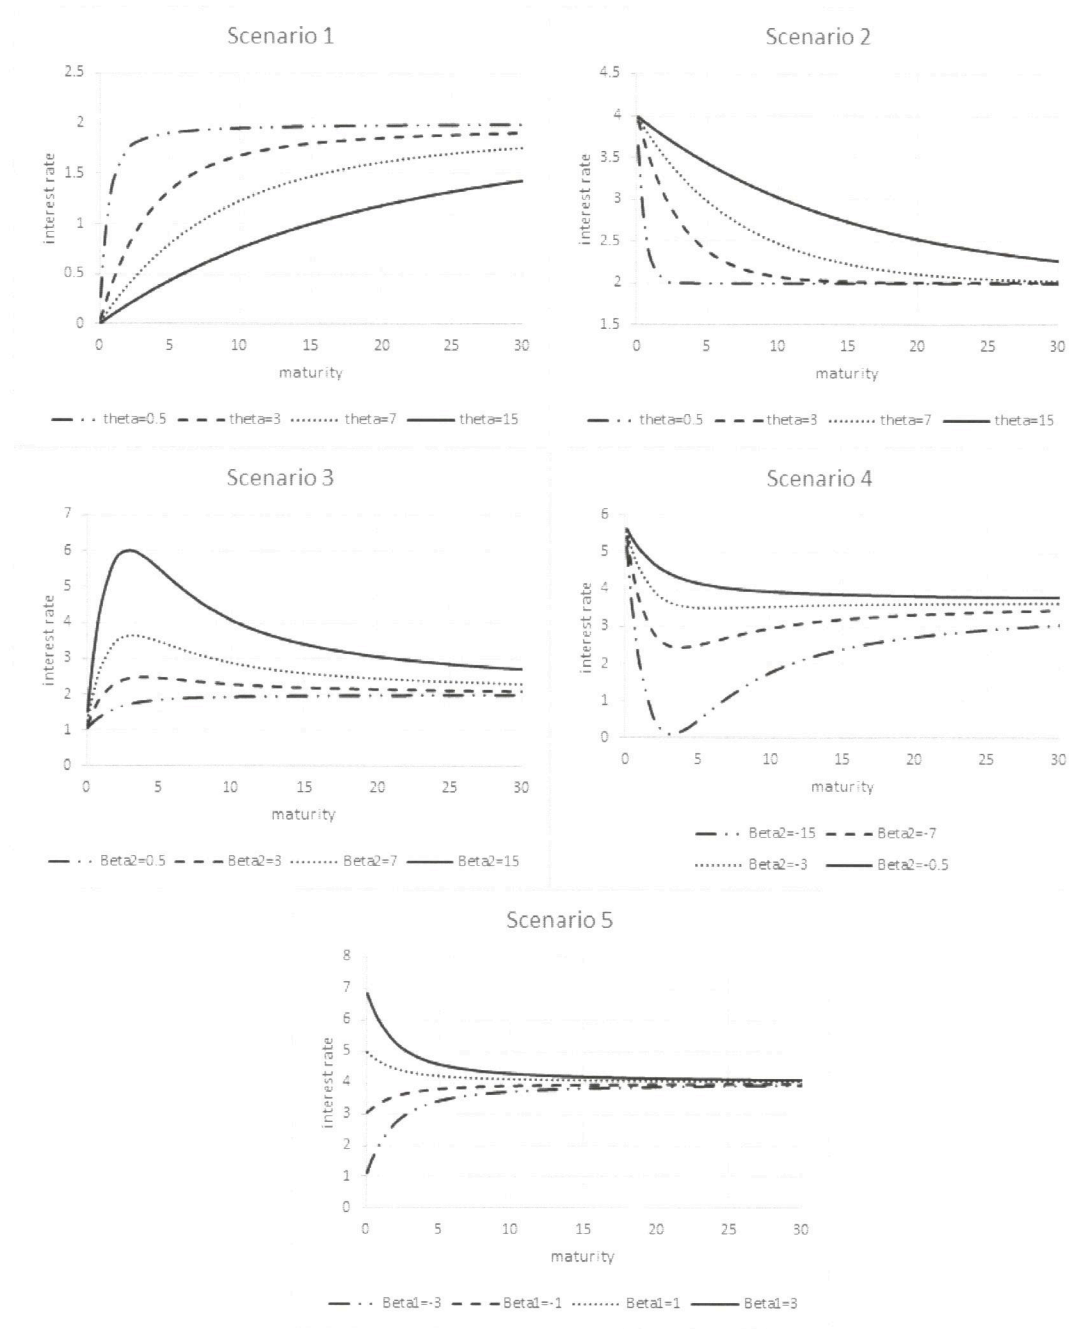 Scenario 1
2.5
2
1.5
1
0.5
0
interest rate
0 5 10 15 20 25 30
maturity
theta=0.5 theta=3 theta=7 theta=15
Scenario 2
4.5
4
3.5
3
2.5
2
1.5
interest rate
0 5 10 15 20 25 30
maturity
theta=0.5 theta=3 theta=7 theta=15
Scenario 3
7
6
5
4
3
2
1
0
interest rate
0 5 10 15 20 25 30
maturity
Beta2=0.5 Beta2=3 Beta2=7 Beta2=15
Scenario 4
6
5
4
3
2
1
0
interest rate
0 5 10 15 20 25 30
maturity
Beta2=-15 Beta2=-7
Beta2=-3 Beta2=-0.5
Scenario 5
8
7
6
5
4
3
2
1
0
interest rate
0 5 10 15 20 25 30
maturity
Beta1=-3 Beta1=-1 Beta1=1 Beta1=3